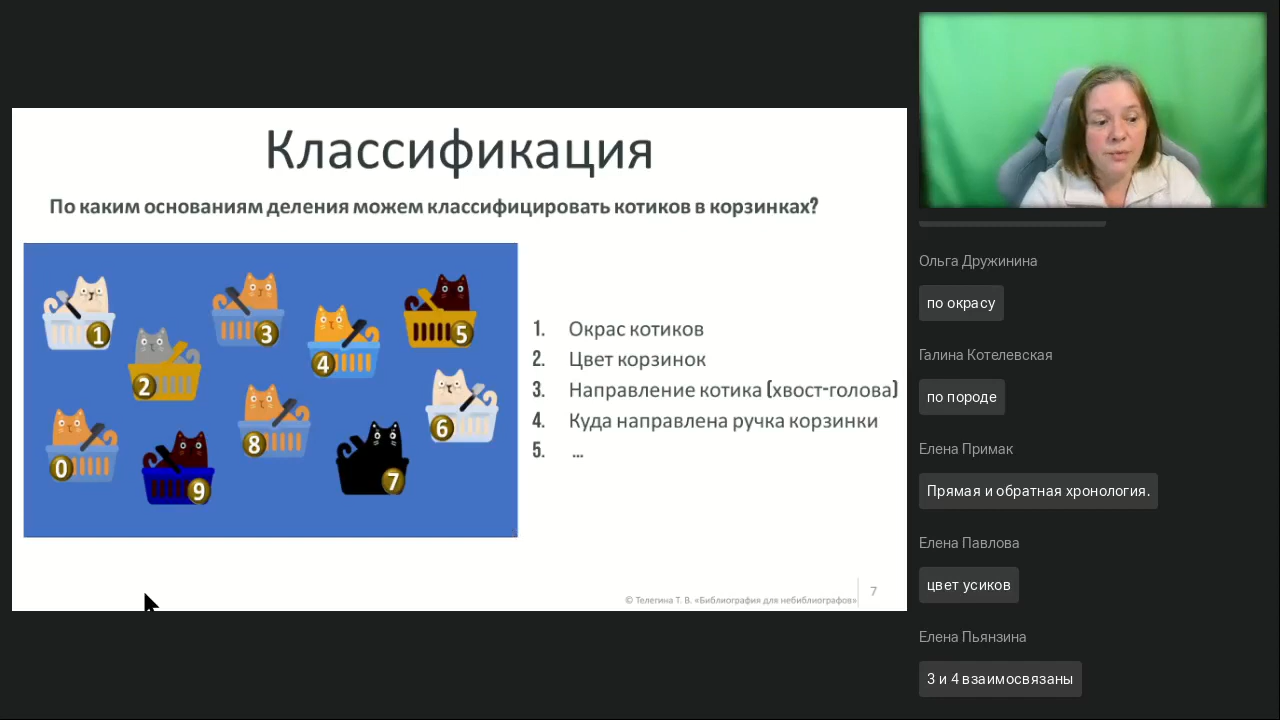 Классификация
По каким основаниям деления можем классифицировать котиков в корзинках?
1
2
3
4
5
6
0
9
8
7
1. Окрас котиков
2. Цвет корзинок
3. Направление котика (хвост-голова)
4. Куда направлена ручка корзинки
5. ...
© Телегина Т. В. «Библиография для небиблиографов»
7
Ольга Дружинина
по окрасу
Галина Котелевская
по породе
Елена Примак
Прямая и обратная хронология.
Елена Павлова
цвет усиков
Елена Пьянзина
3 и 4 взаимосвязаны